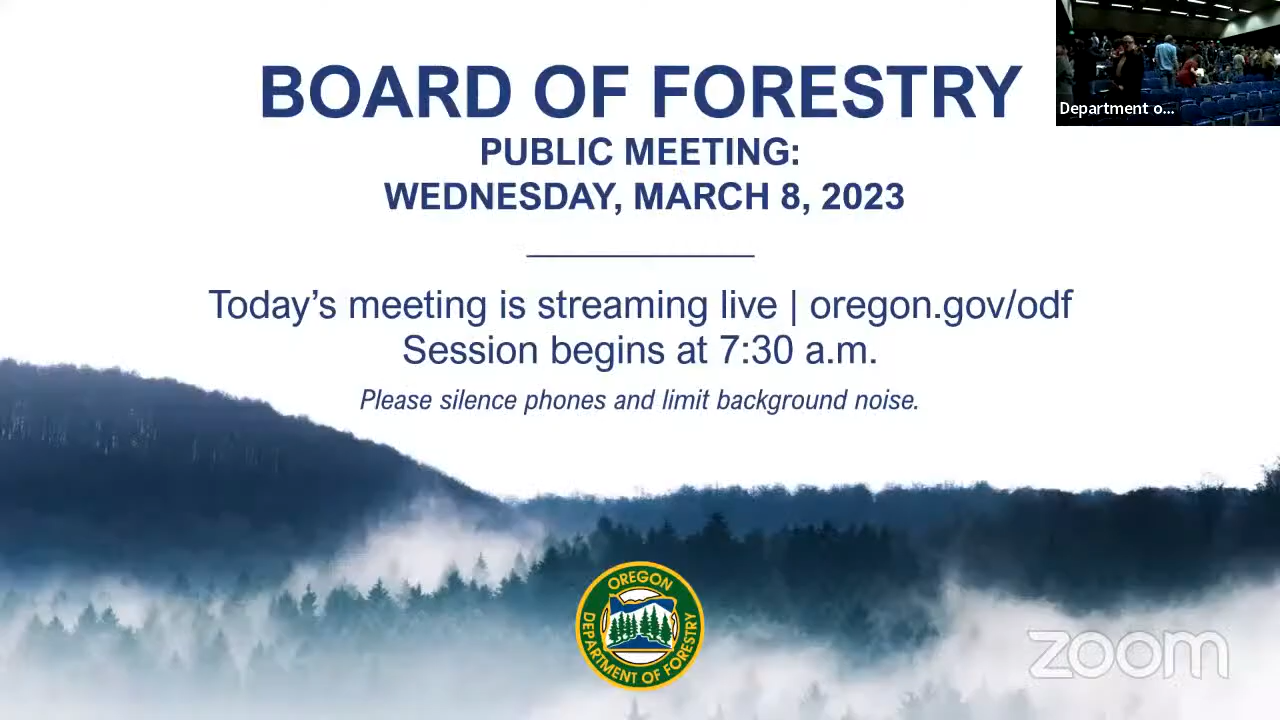 BOARD OF FORESTRY
PUBLIC MEETING:
WEDNESDAY, MARCH 8, 2023
Today’s meeting is streaming live | oregon.gov/odf
Session begins at 7:30 a.m.
Please silence phones and limit background noise.
Department o...
OREGON
DEPARTMENT OF FORESTRY
zoom